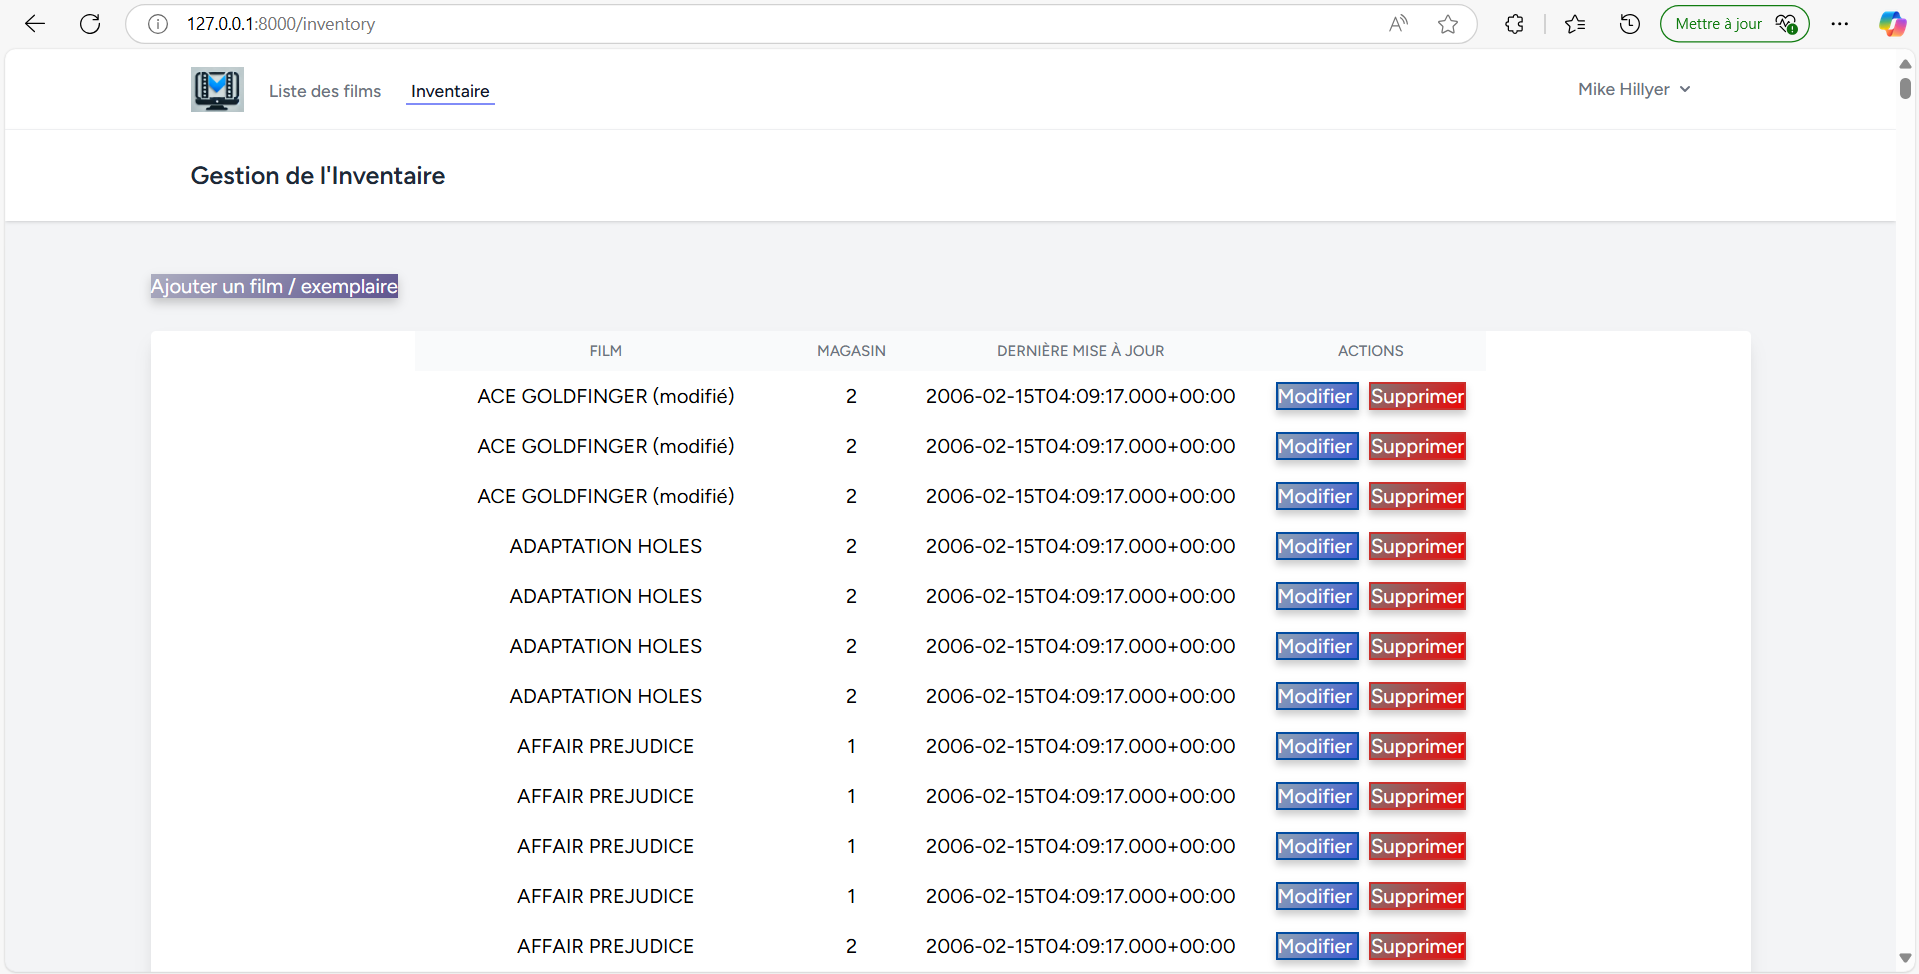 127.0.0.1:8000/inventory
Mettre à jour
Liste des films Inventaire Mike Hillyer
Gestion de l'Inventaire
Ajouter un film / exemplaire
FILM MAGASIN DERNIÈRE MISE À JOUR ACTIONS
ACE GOLDFINGER (modifié) 2 2006-02-15T04:09:17.000+00:00 Modifier Supprimer
ACE GOLDFINGER (modifié) 2 2006-02-15T04:09:17.000+00:00 Modifier Supprimer
ACE GOLDFINGER (modifié) 2 2006-02-15T04:09:17.000+00:00 Modifier Supprimer
ADAPTATION HOLES 2 2006-02-15T04:09:17.000+00:00 Modifier Supprimer
ADAPTATION HOLES 2 2006-02-15T04:09:17.000+00:00 Modifier Supprimer
ADAPTATION HOLES 2 2006-02-15T04:09:17.000+00:00 Modifier Supprimer
ADAPTATION HOLES 2 2006-02-15T04:09:17.000+00:00 Modifier Supprimer
AFFAIR PREJUDICE 1 2006-02-15T04:09:17.000+00:00 Modifier Supprimer
AFFAIR PREJUDICE 1 2006-02-15T04:09:17.000+00:00 Modifier Supprimer
AFFAIR PREJUDICE 1 2006-02-15T04:09:17.000+00:00 Modifier Supprimer
AFFAIR PREJUDICE 1 2006-02-15T04:09:17.000+00:00 Modifier Supprimer
AFFAIR PREJUDICE 2 2006-02-15T04:09:17.000+00:00 Modifier Supprimer